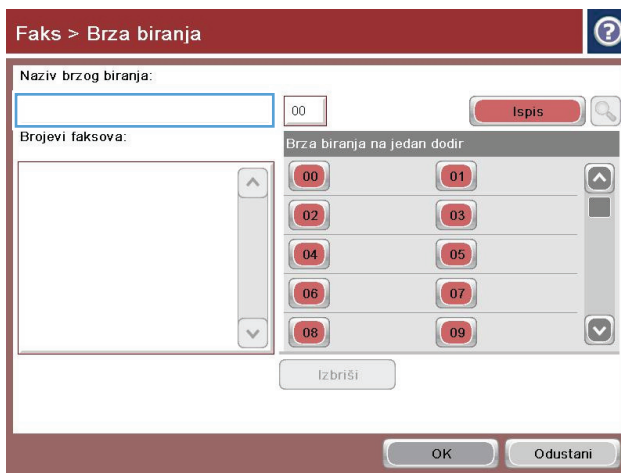 Faks > Brza biranja
?
Naziv brzog biranja:
00
Ispis
Brojevi faksova:
Brza biranja na jedan dodir
00 01
02 03
04 05
06 07
08 09
Izbriši
OK Odustani